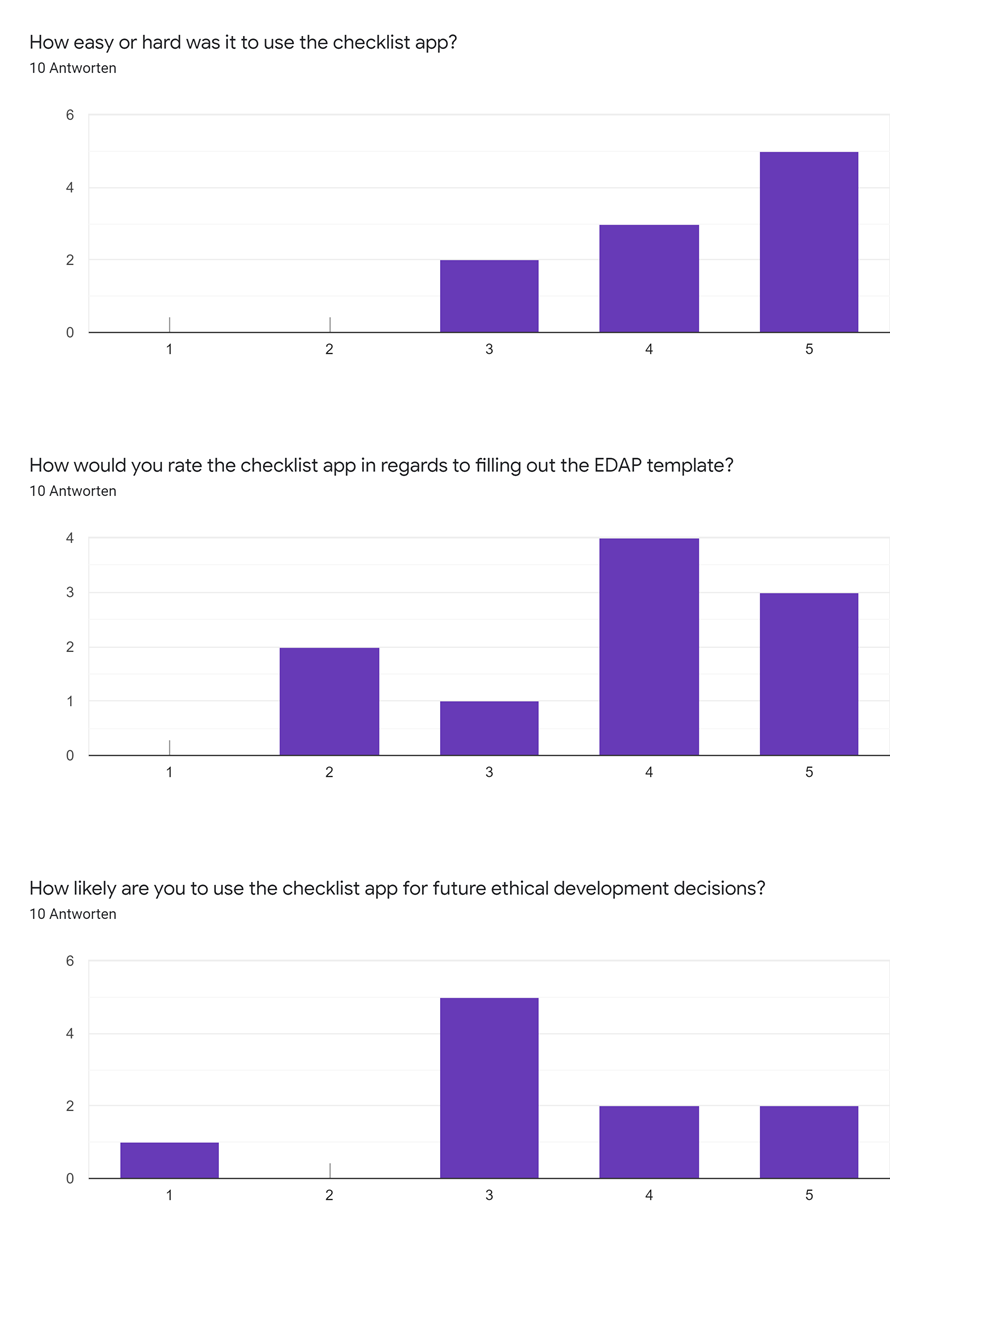 How easy or hard was it to use the checklist app?
10 Antworten
6
4
2
0
1 2 3 4 5
How would you rate the checklist app in regards to filling out the EDAP template?
10 Antworten
4
3
2
1
0
1 2 3 4 5
How likely are you to use the checklist app for future ethical development decisions?
10 Antworten
6
4
2
0
1 2 3 4 5